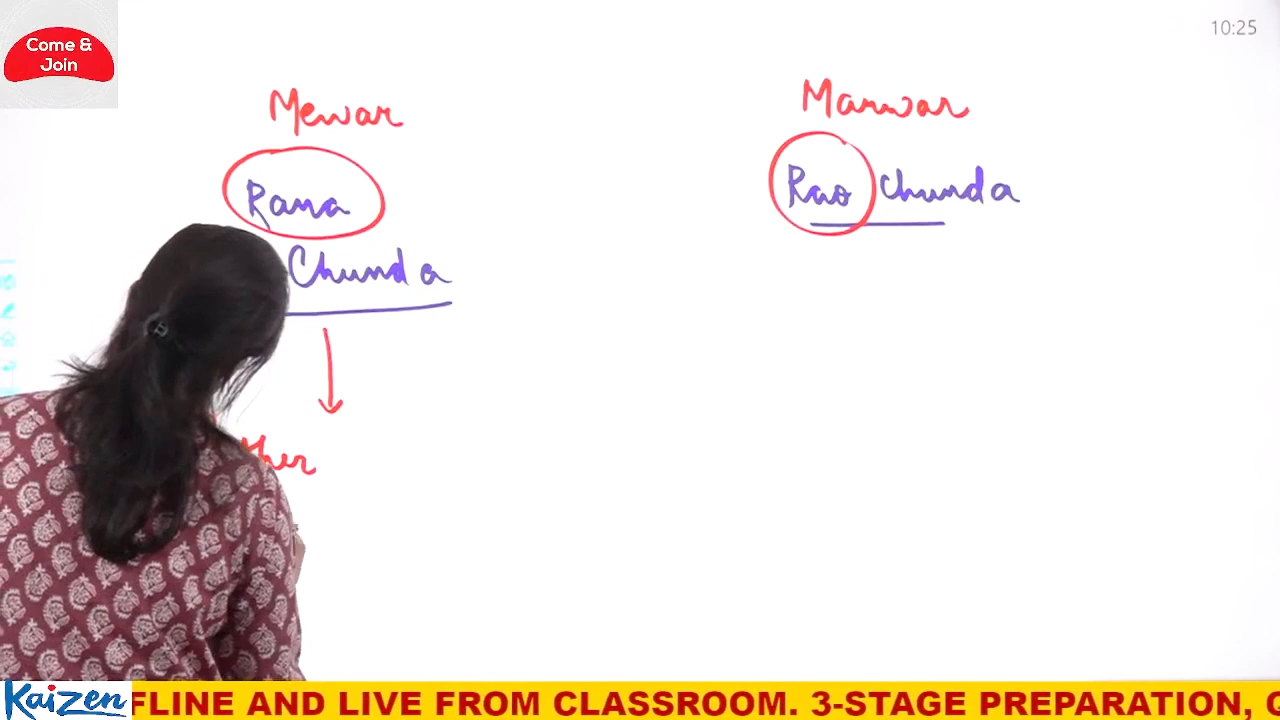 Come &
Join
10:25
Mewar
Marwar
Rana
Rao Chunda
Chunda
Kaizen
FLINE AND LIVE FROM CLASSROOM. 3-STAGE PREPARATION,